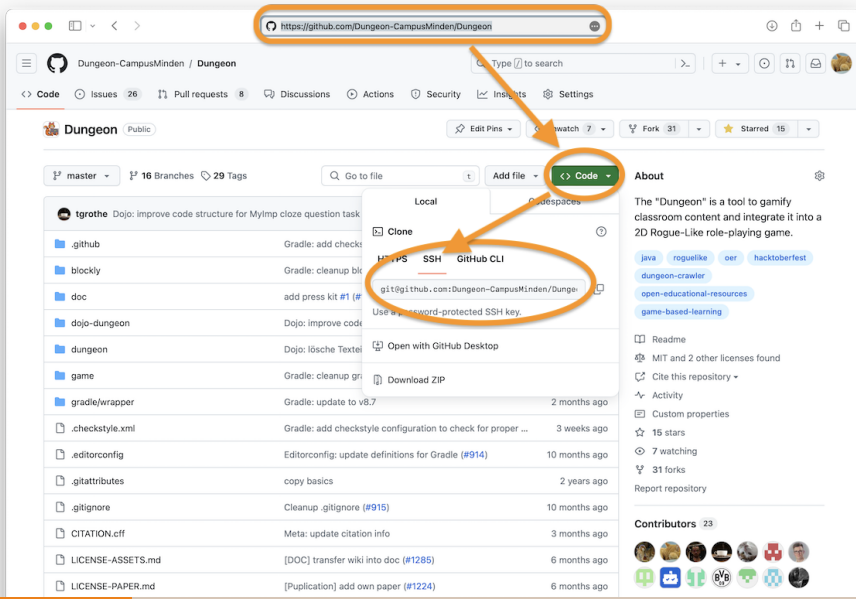 https://github.com/Dungeon-CampusMinden/Dungeon
Dungeon-CampusMinden / Dungeon
Type / to search
Code
Issues 26
Pull requests 8
Discussions
Actions
Security
Insights
Settings
Dungeon Public
Edit Pins
7
Fork 31
Starred 15
master
16 Branches
29 Tags
Go to file t
Add file
Code
Local
Codespaces
Clone
HTTPS
SSH
GitHub CLI
git@github.com:Dungeon-CampusMinden/Dunge
Use a password-protected SSH key.
Open with GitHub Desktop
Download ZIP
tgrothe Dojo: improve code structure for MyImp cloze question task
.github Gradle: add checks
blockly Gradle: cleanup
doc add press kit #1
dojo-dungeon Dojo: improve code
dungeon Dojo: lösche
game Gradle: cleanup
gradle/wrapper Gradle: update to v8.7 2 months ago
.checkstyle.xml Gradle: add checkstyle configuration to check for proper ... 3 weeks ago
.editorconfig Editorconfig: update definitions for Gradle (#914) 10 months ago
.gitattributes copy basics 2 years ago
.gitignore Cleanup .gitignore (#915) 10 months ago
CITATION.cff Meta: update citation info 3 months ago
LICENSE-ASSETS.md [DOC] transfer wiki into doc (#1285) 6 months ago
LICENSE-PAPER.md [Puplication] add own paper (#1224) 6 months ago
About
The "Dungeon" is a tool to gamify
classroom content and integrate it into a
2D Rogue-Like role-playing game.
java roguelike oer hacktoberfest
dungeon-crawler
open-educational-resources
game-based-learning
Readme
MIT and 2 other licenses found
Cite this repository
Activity
Custom properties
15 stars
7 watching
31 forks
Report repository
Contributors 23
BVB
09